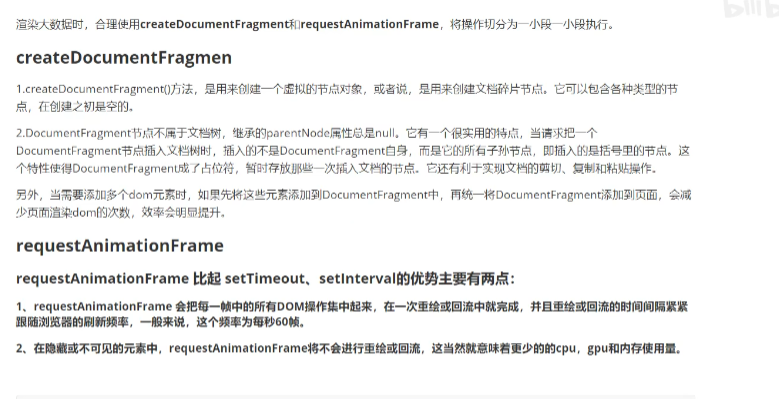 渲染大数据时，合理使用createDocumentFragment和requestAnimationFrame，将操作切分为一小段一小段执行。
createDocumentFragmen
1.createDocumentFragment()方法，是用来创建一个虚拟的节点对象，或者说，是用来创建文档碎片节点。它可以包含各种类型的节
点，在创建之初是空的。
2.DocumentFragment节点不属于文档树，继承的parentNode属性总是null。它有一个很实用的特点，当请求把一个
DocumentFragment节点插入文档树时，插入的不是DocumentFragment自身，而是它的所有子孙节点，即插入的是括号里的节点。这
个特性使得DocumentFragment成了占位符，暂时存放那些一次插入文档的节点。它还有利于实现文档的剪切、复制和粘贴操作。
另外，当需要添加多个dom元素时，如果先将这些元素添加到DocumentFragment中，再统一将DocumentFragment添加到页面，会减
少页面渲染dom的次数，效率会明显提升。
requestAnimationFrame
requestAnimationFrame 比起 setTimeout、setInterval的优势主要有两点：
1、requestAnimationFrame 会把每一帧中的所有DOM操作集中起来，在一次重绘或回流中就完成，并且重绘或回流的时间间隔紧紧
跟随浏览器的刷新频率，一般来说，这个频率为每秒60帧。
2、在隐藏或不可见的元素中，requestAnimationFrame将不会进行重绘或回流，这当然就意味着更少的的cpu，gpu和内存使用量。